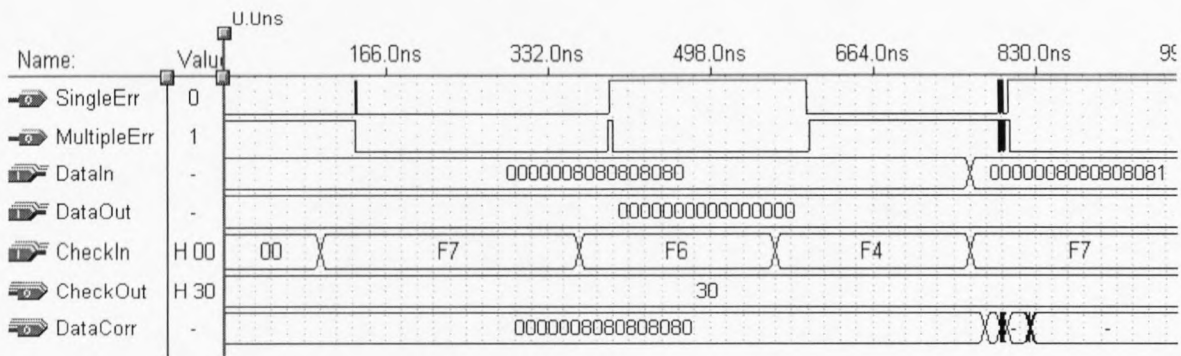 U.Uns
166.0ns 332.0ns 498.0ns 664.0ns 830.0ns 99
Name: Valu
SingleErr 0
MultipleErr 1
DataIn - 0000008080808080 0000008080808081
DataOut - 0000000000000000
CheckIn H 00 00 F7 F6 F4 F7
CheckOut H 30 30
DataCorr - 0000008080808080 - -